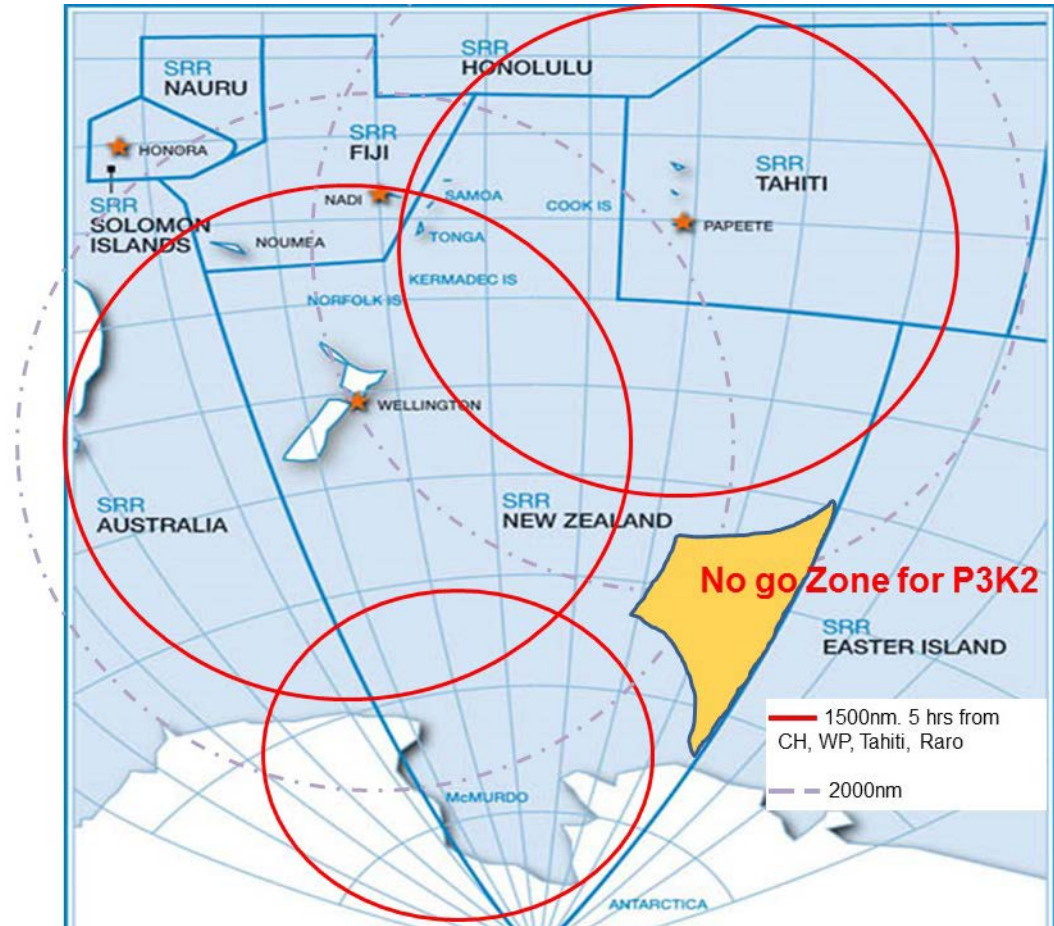 SRR
NAURU
SRR
HONOLULU
HONORA
SRR
FIJI
SRR
TAHITI
SRR
SOLOMON
ISLANDS
NADI
SAMOA
COOK IS
PAPEETE
NOUMEA
TONGA
KERMADEC IS
NORFOLK IS
WELLINGTON
SRR
AUSTRALIA
SRR
NEW ZEALAND
No go Zone for P3K2
SRR
EASTER ISLAND
1500nm. 5 hrs from
CH, WP, Tahiti, Raro
2000nm
McMURDO
ANTARCTICA